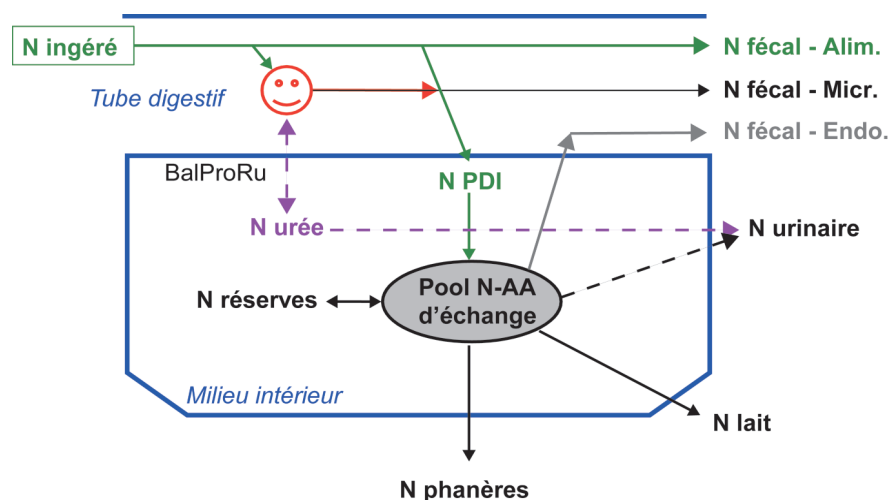 N ingéré
N fécal - Alim.
Tube digestif
N fécal - Micr.
N fécal - Endo.
BalProRu
N PDI
N urée
N urinaire
Pool N-AA
d'échange
N réserves
Milieu intérieur
N lait
N phanères